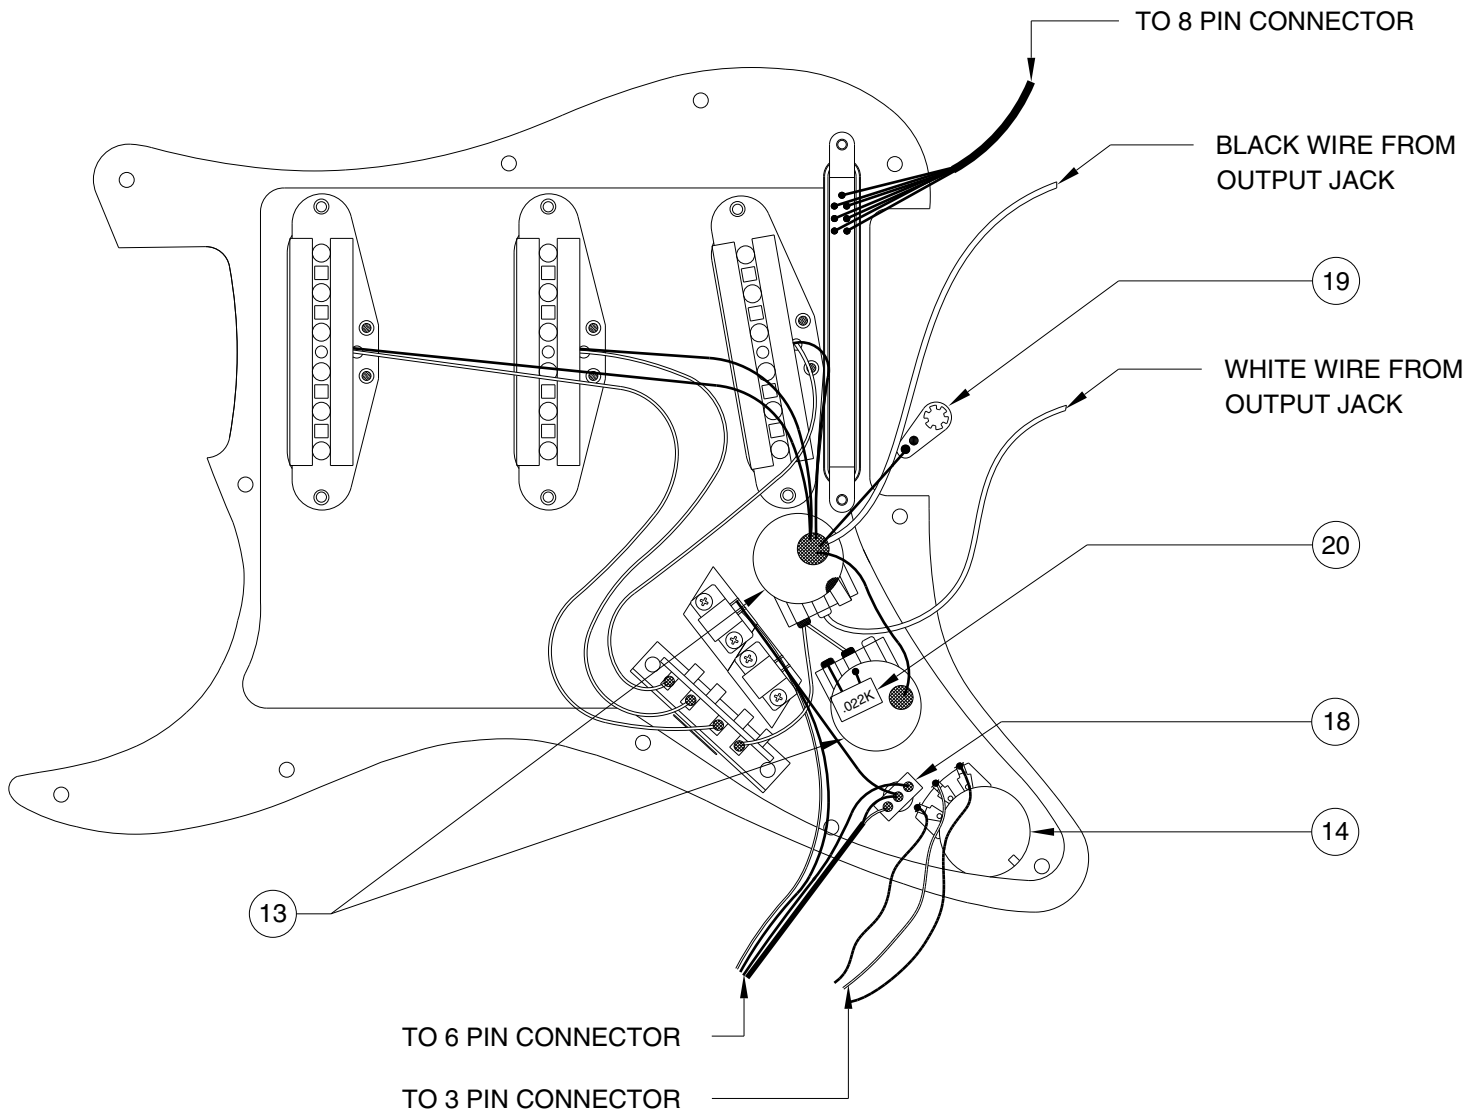 TO 8 PIN CONNECTOR
BLACK WIRE FROM
OUTPUT JACK
19
WHITE WIRE FROM
OUTPUT JACK
20
.022K
18
14
13
TO 6 PIN CONNECTOR
TO 3 PIN CONNECTOR